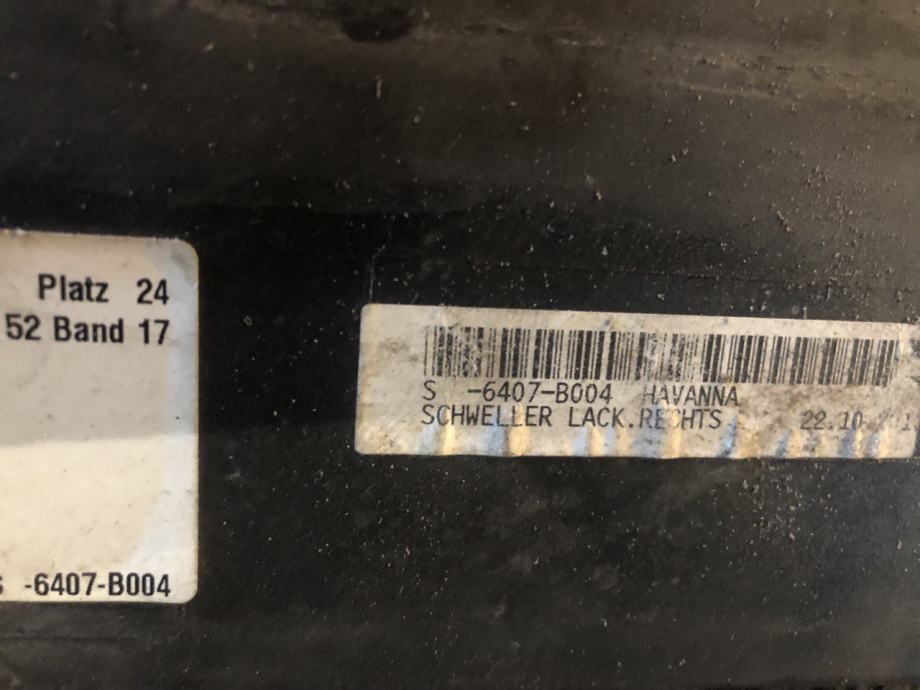 Platz 24
52 Band 17
S -6407-B004
S -6407-B004 HAVANNA
SCHWELLER LACK.RECHTS 22.10